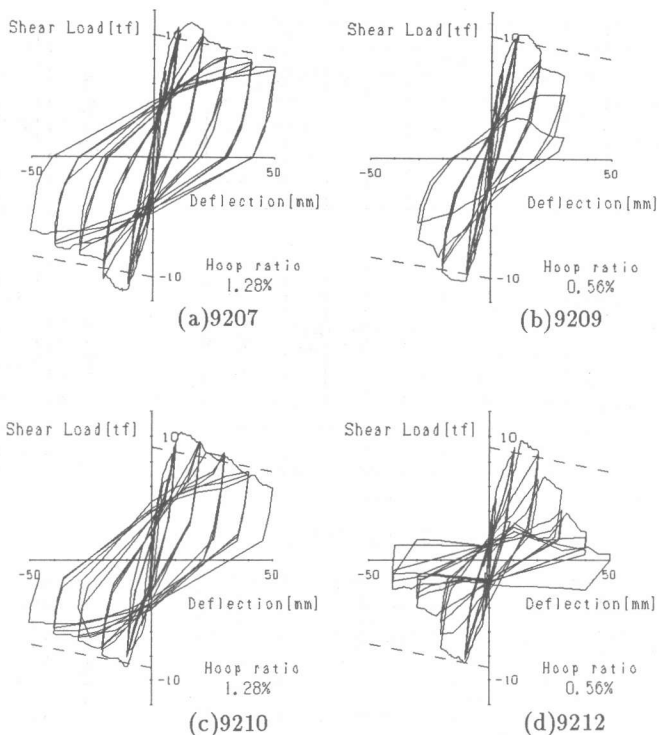 Shear Load[tf]
10
-50
50
Deflection[mm]
-10
Hoop ratio
1.28%
(a)9207
Shear Load[tf]
10
-50
50
Deflection[mm]
-10
Hoop ratio
0.56%
(b)9209
Shear Load[tf]
10
-50
50
Deflection[mm]
-10
Hoop ratio
1.28%
(c)9210
Shear Load[tf]
10
-50
50
Deflection[mm]
-10
Hoop ratio
0.56%
(d)9212